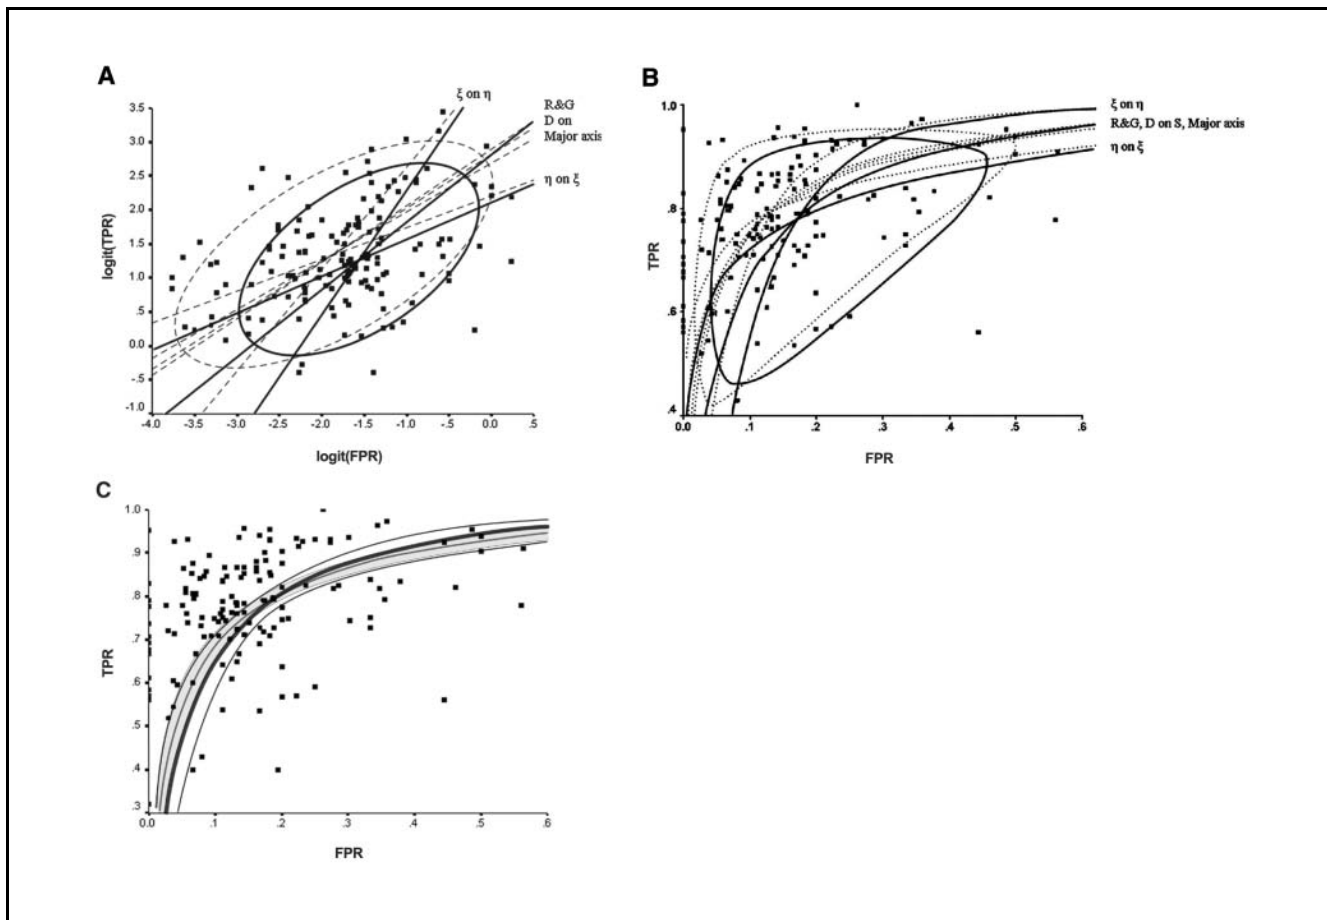 A
ξ on η
R&G
D on
Major axis
η on ξ
3.5
3.0
2.5
2.0
1.5
1.0
.5
0.0
-.5
-1.0
logit(TPR)
-4.0 -3.5 -3.0 -2.5 -2.0 -1.5 -1.0 -.5 0.0 .5
logit(FPR)
B
ξ on η
R&G, D on S, Major axis
η on ξ
1.0
.8
.6
.4
TPR
0.0 .1 .2 .3 .4 .5 .6
FPR
C
1.0
.9
.8
.7
.6
.5
.4
.3
TPR
0.0 .1 .2 .3 .4 .5 .6
FPR